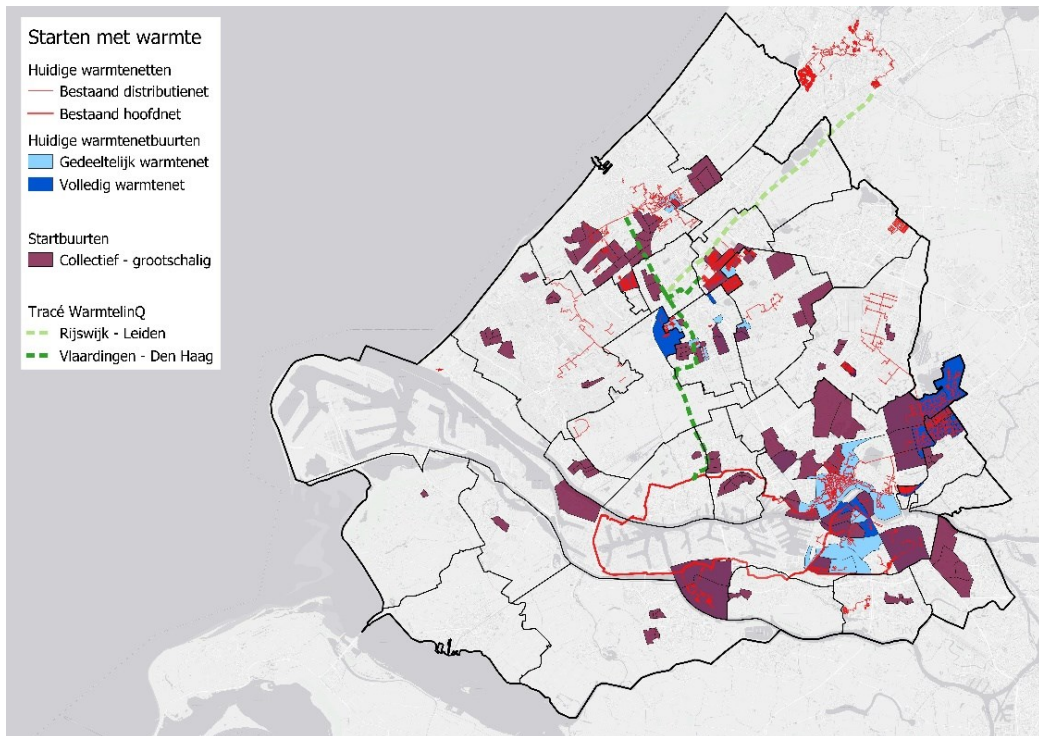 Starten met warmte
Huidige warmtenetten
Bestaand distributienet
Bestaand hoofdnet
Huidige warmtenetbuurten
Gedeeltelijk warmtenet
Volledig warmtenet
Startbuurten
Collectief - grootschalig
Tracé WarmtelinQ
Rijswijk - Leiden
Vlaardingen - Den Haag